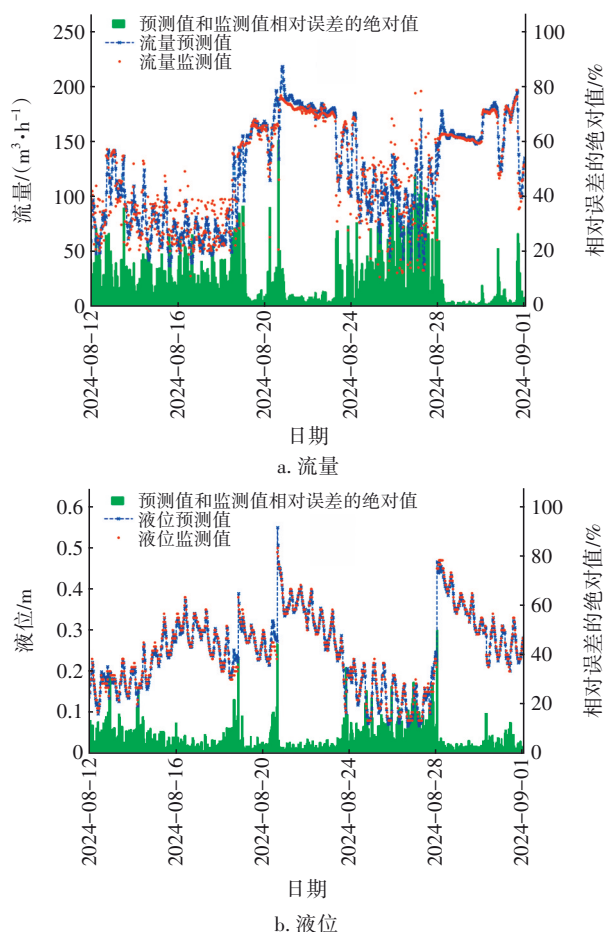 预测值和监测值相对误差的绝对值
流量预测值
流量监测值
流量/(m³·h⁻¹)
250
200
150
100
50
0
相对误差的绝对值/%
100
80
60
40
20
0
2024-08-12
2024-08-16
2024-08-20
2024-08-24
2024-08-28
2024-09-01
日期
a. 流量
预测值和监测值相对误差的绝对值
液位预测值
液位监测值
液位/m
0.6
0.5
0.4
0.3
0.2
0.1
0
相对误差的绝对值/%
100
80
60
40
20
0
2024-08-12
2024-08-16
2024-08-20
2024-08-24
2024-08-28
2024-09-01
日期
b. 液位